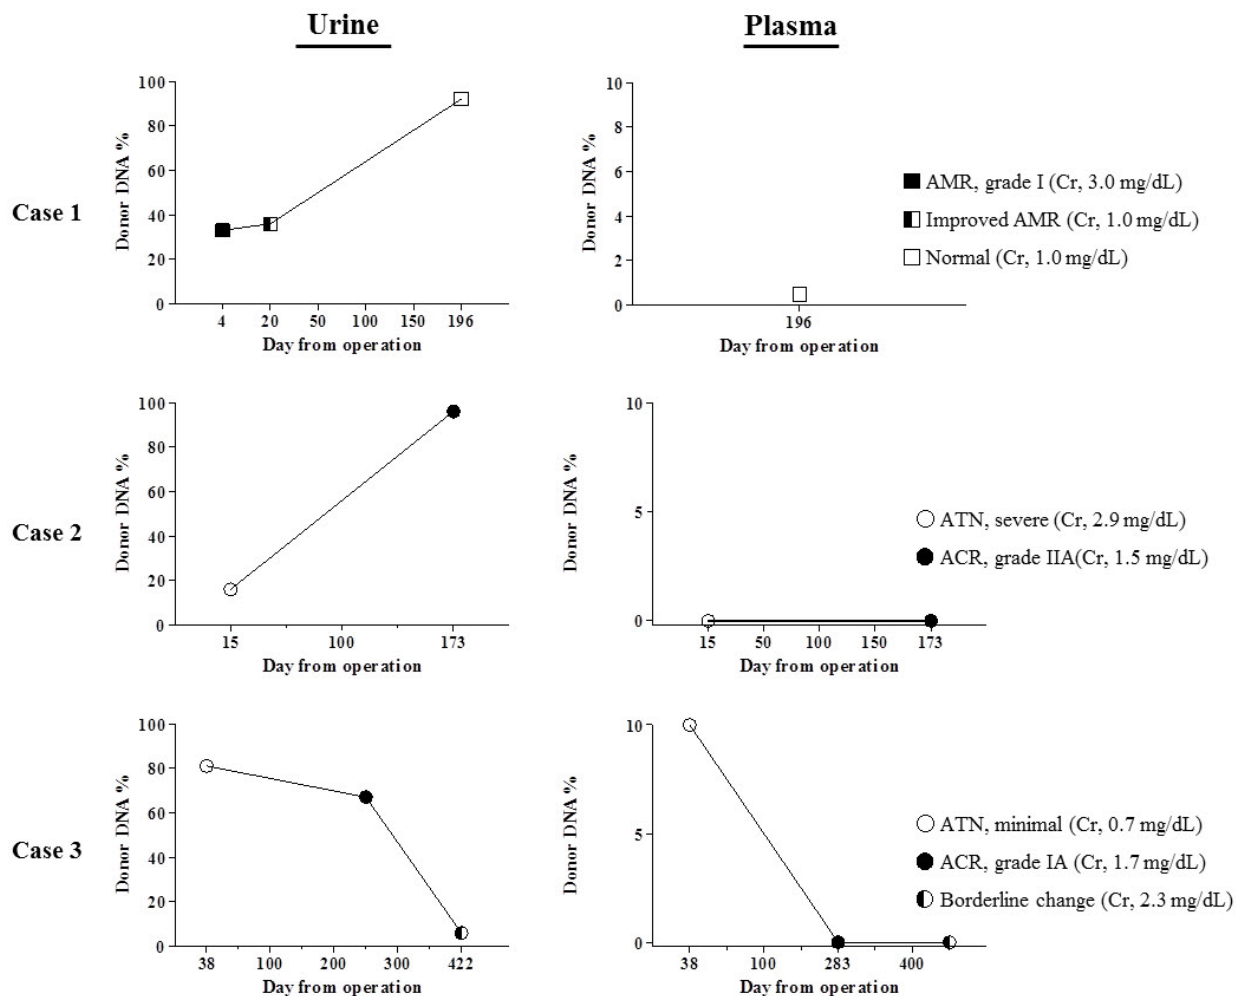 Urine
Plasma
Case 1
Donor DNA %
100
80
60
40
20
0
4 20 50 100 150 196
Day from operation
Donor DNA %
10
8
6
4
2
0
196
Day from operation
AMR, grade I (Cr, 3.0 mg/dL)
Improved AMR (Cr, 1.0 mg/dL)
Normal (Cr, 1.0 mg/dL)
Case 2
Donor DNA %
100
80
60
40
20
0
15 100 173
Day from operation
Donor DNA %
10
5
0
15 50 100 150 173
Day from operation
ATN, severe (Cr, 2.9 mg/dL)
ACR, grade IIA(Cr, 1.5 mg/dL)
Case 3
Donor DNA %
100
80
60
40
20
0
38 100 200 300 422
Day from operation
Donor DNA %
10
5
0
38 100 283 400
Day from operation
ATN, minimal (Cr, 0.7 mg/dL)
ACR, grade IA (Cr, 1.7 mg/dL)
Borderline change (Cr, 2.3 mg/dL)